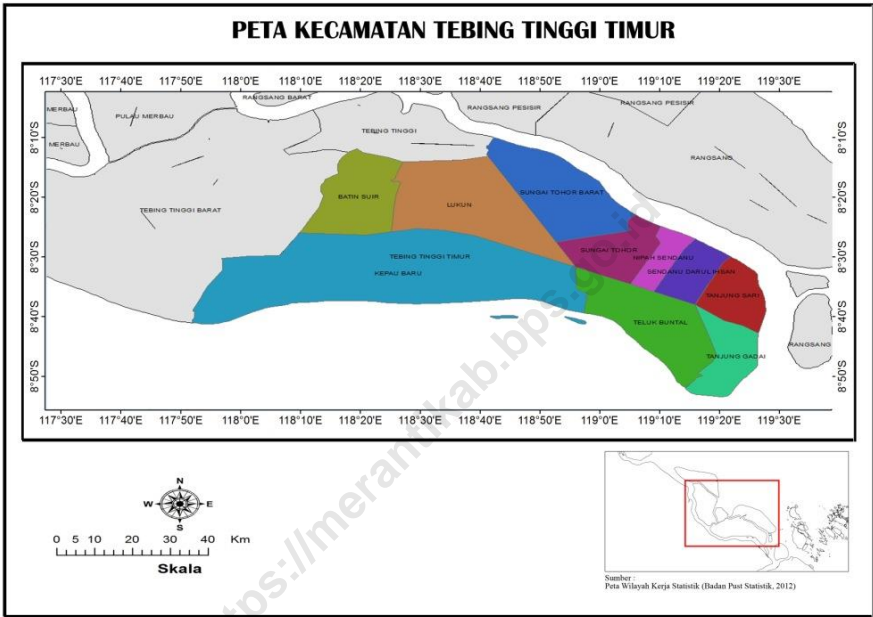 PETA KECAMATAN TEBING TINGGI TIMUR
117°30'E 117°40'E 117°50'E 118°0'E 118°20'E 118°30'E 118°40'E 118°50'E 119°0'E 119°10'E 119°20'E 119°30'E
MERBAU
PULAU MERBAU
RANGSANG BARAT
RANGSANG PESISIR
RANGSANG PESISIR
8°10'S
8°10'S
TEBING TINGGI
MERBAU
RANGSANG
8°20'S
8°20'S
BATIN SUIR
LUKUN
SUNGAI TOHOR BARAT
TEBING TINGGI BARAT
8°30'S
8°30'S
TEBING TINGGI TIMUR
SUNGAI TOHOR
NIPAH SENDANU
KEPAU BARU
SENDANU DARUL IHSAN
TANJUNG SARI
8°40'S
8°40'S
TELUK BUNTAL
RANGSANG
TANJUNG GADAI
8°50'S
8°50'S
117°30'E 117°40'E 117°50'E 118°0'E 118°20'E 118°30'E 118°40'E 118°50'E 119°0'E 119°10'E 119°20'E 119°30'E
N
W E
S
0 5 10 20 30 40 Km
Skala
Sumber :
Peta Wilayah Kerja Statistik (Badan Pust Statistik, 2012)
tps://merantikab.bps.go.id